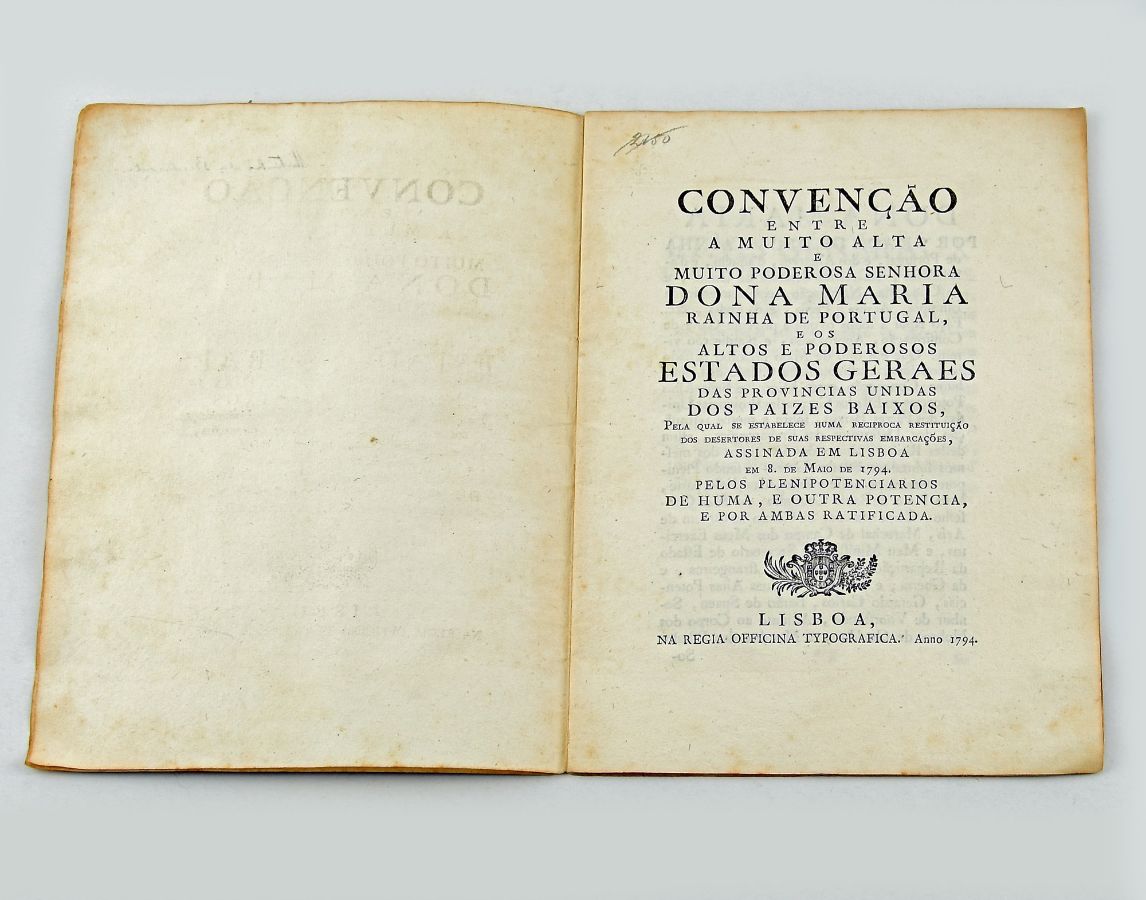 CONVENÇÃO
ENTRE
A MUITO ALTA
E
MUITO PODEROSA SENHORA
DONA MARIA
RAINHA DE PORTUGAL,
E OS
ALTOS E PODEROSOS
ESTADOS GERAES
DAS PROVINCIAS UNIDAS
DOS PAIZES BAIXOS,
PELA QUAL SE ESTABELECE HUMA RECIPROCA RESTITUIÇÃO
DOS DESERTORES DE SUAS RESPECTIVAS EMBARCAÇÕES,
ASSINADA EM LISBOA
EM 8. DE MAIO DE 1794.
PELOS PLENIPOTENCIARIOS
DE HUMA, E OUTRA POTENCIA,
E POR AMBAS RATIFICADA.
LISBOA,
NA REGIA OFFICINA TYPOGRAFICA. Anno 1794.